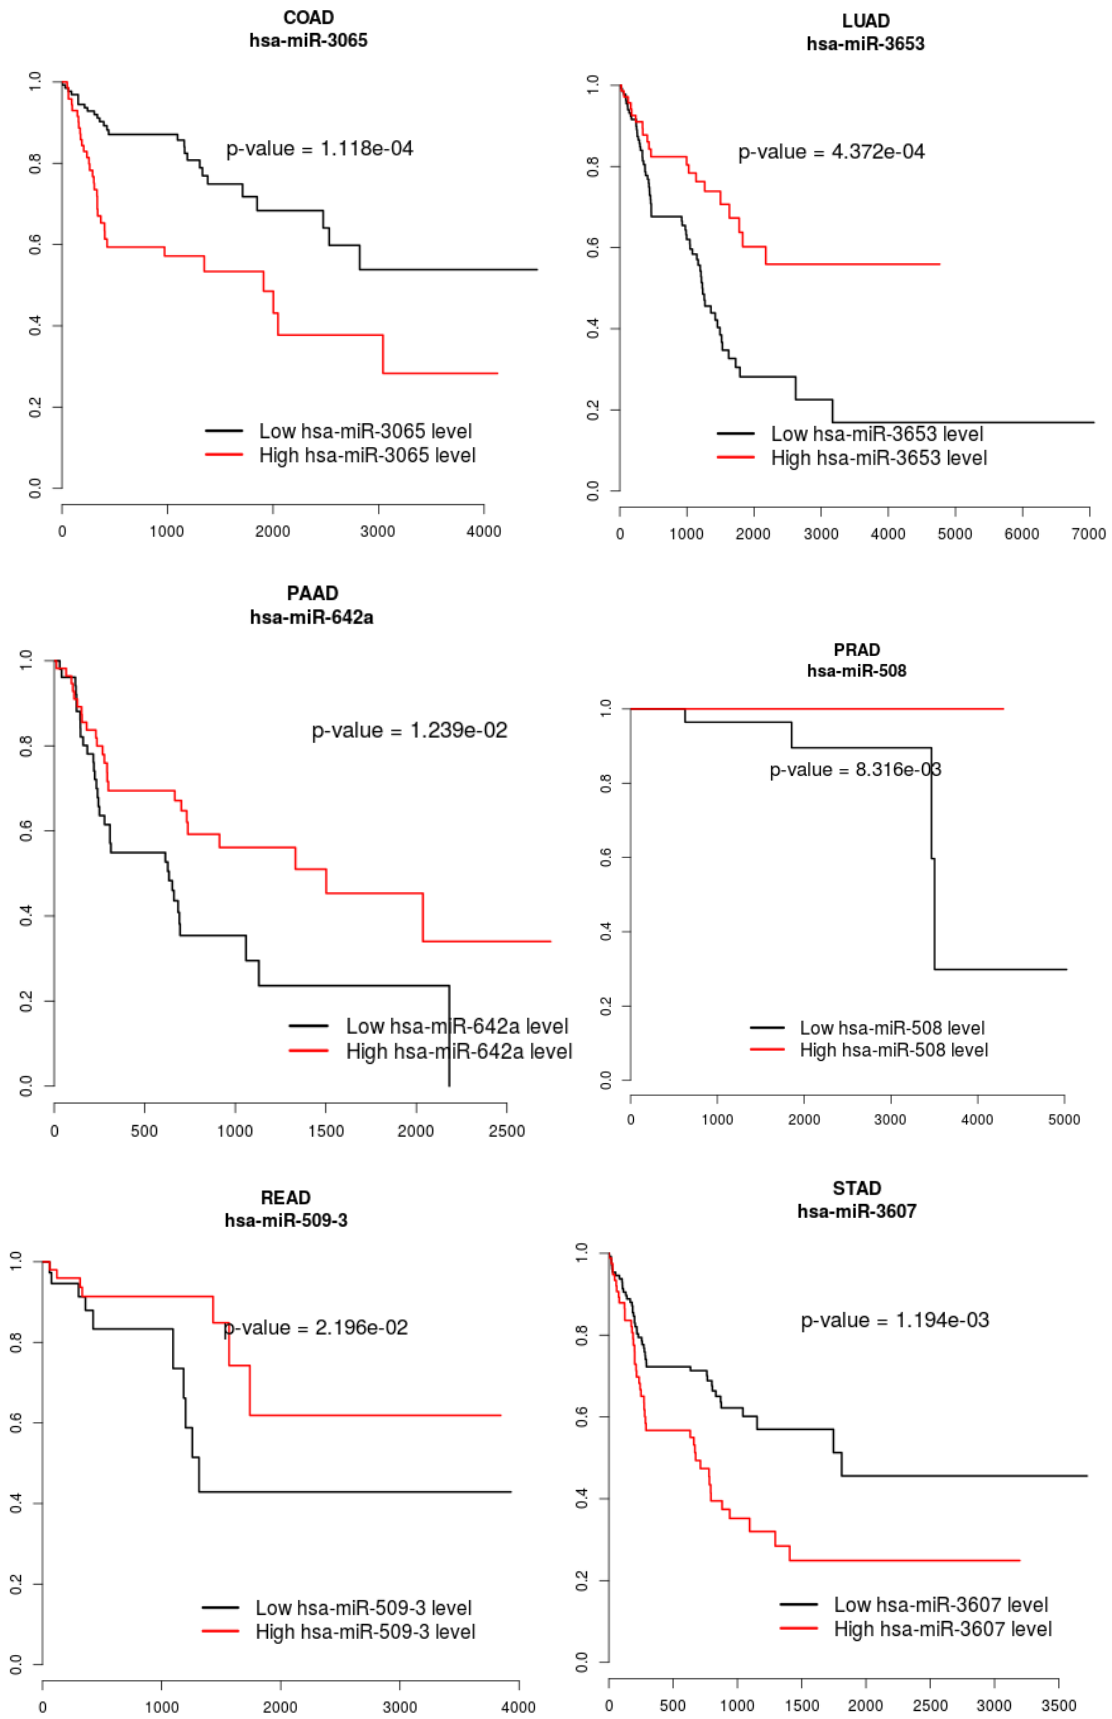 COAD
hsa-miR-3065
1.0
0.8
0.6
0.4
0.2
0.0
p-value = 1.118e-04
Low hsa-miR-3065 level
High hsa-miR-3065 level
0 1000 2000 3000 4000
LUAD
hsa-miR-3653
1.0
0.8
0.6
0.4
0.2
0.0
p-value = 4.372e-04
Low hsa-miR-3653 level
High hsa-miR-3653 level
0 1000 2000 3000 4000 5000 6000 7000
PAAD
hsa-miR-642a
1.0
0.8
0.6
0.4
0.2
0.0
p-value = 1.239e-02
Low hsa-miR-642a level
High hsa-miR-642a level
0 500 1000 1500 2000 2500
PRAD
hsa-miR-508
1.0
0.8
0.6
0.4
0.2
0.0
p-value = 8.316e-03
Low hsa-miR-508 level
High hsa-miR-508 level
0 1000 2000 3000 4000 5000
READ
hsa-miR-509-3
1.0
0.8
0.6
0.4
0.2
0.0
p-value = 2.196e-02
Low hsa-miR-509-3 level
High hsa-miR-509-3 level
0 1000 2000 3000 4000
STAD
hsa-miR-3607
1.0
0.8
0.6
0.4
0.2
0.0
p-value = 1.194e-03
Low hsa-miR-3607 level
High hsa-miR-3607 level
0 500 1000 1500 2000 2500 3000 3500